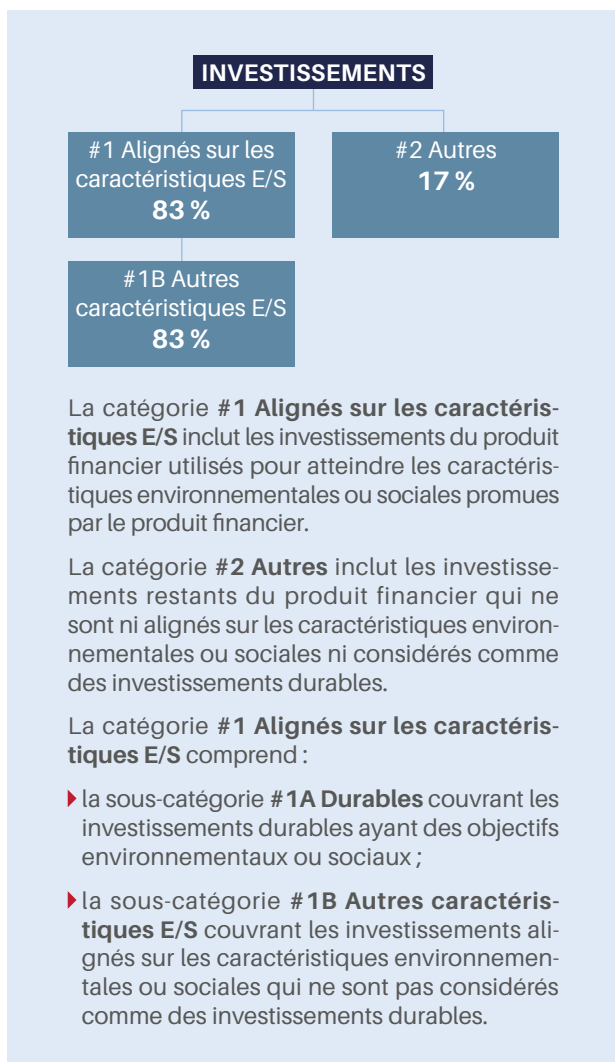 INVESTISSEMENTS
#1 Alignés sur les
caractéristiques E/S
83 %
#2 Autres
17 %
#1B Autres
caractéristiques E/S
83 %
La catégorie #1 Alignés sur les caractéris-
tiques E/S inclut les investissements du produit
financier utilisés pour atteindre les caractéris-
tiques environnementales ou sociales promues
par le produit financier.
La catégorie #2 Autres inclut les investisse-
ments restants du produit financier qui ne
sont ni alignés sur les caractéristiques environ-
nementales ou sociales ni considérés comme
des investissements durables.
La catégorie #1 Alignés sur les caractéris-
tiques E/S comprend :
la sous-catégorie #1A Durables couvrant les
investissements durables ayant des objectifs
environnementaux ou sociaux ;
la sous-catégorie #1B Autres caractéris-
tiques E/S couvrant les investissements ali-
gnés sur les caractéristiques environnemen-
tales ou sociales qui ne sont pas considérés
comme des investissements durables.